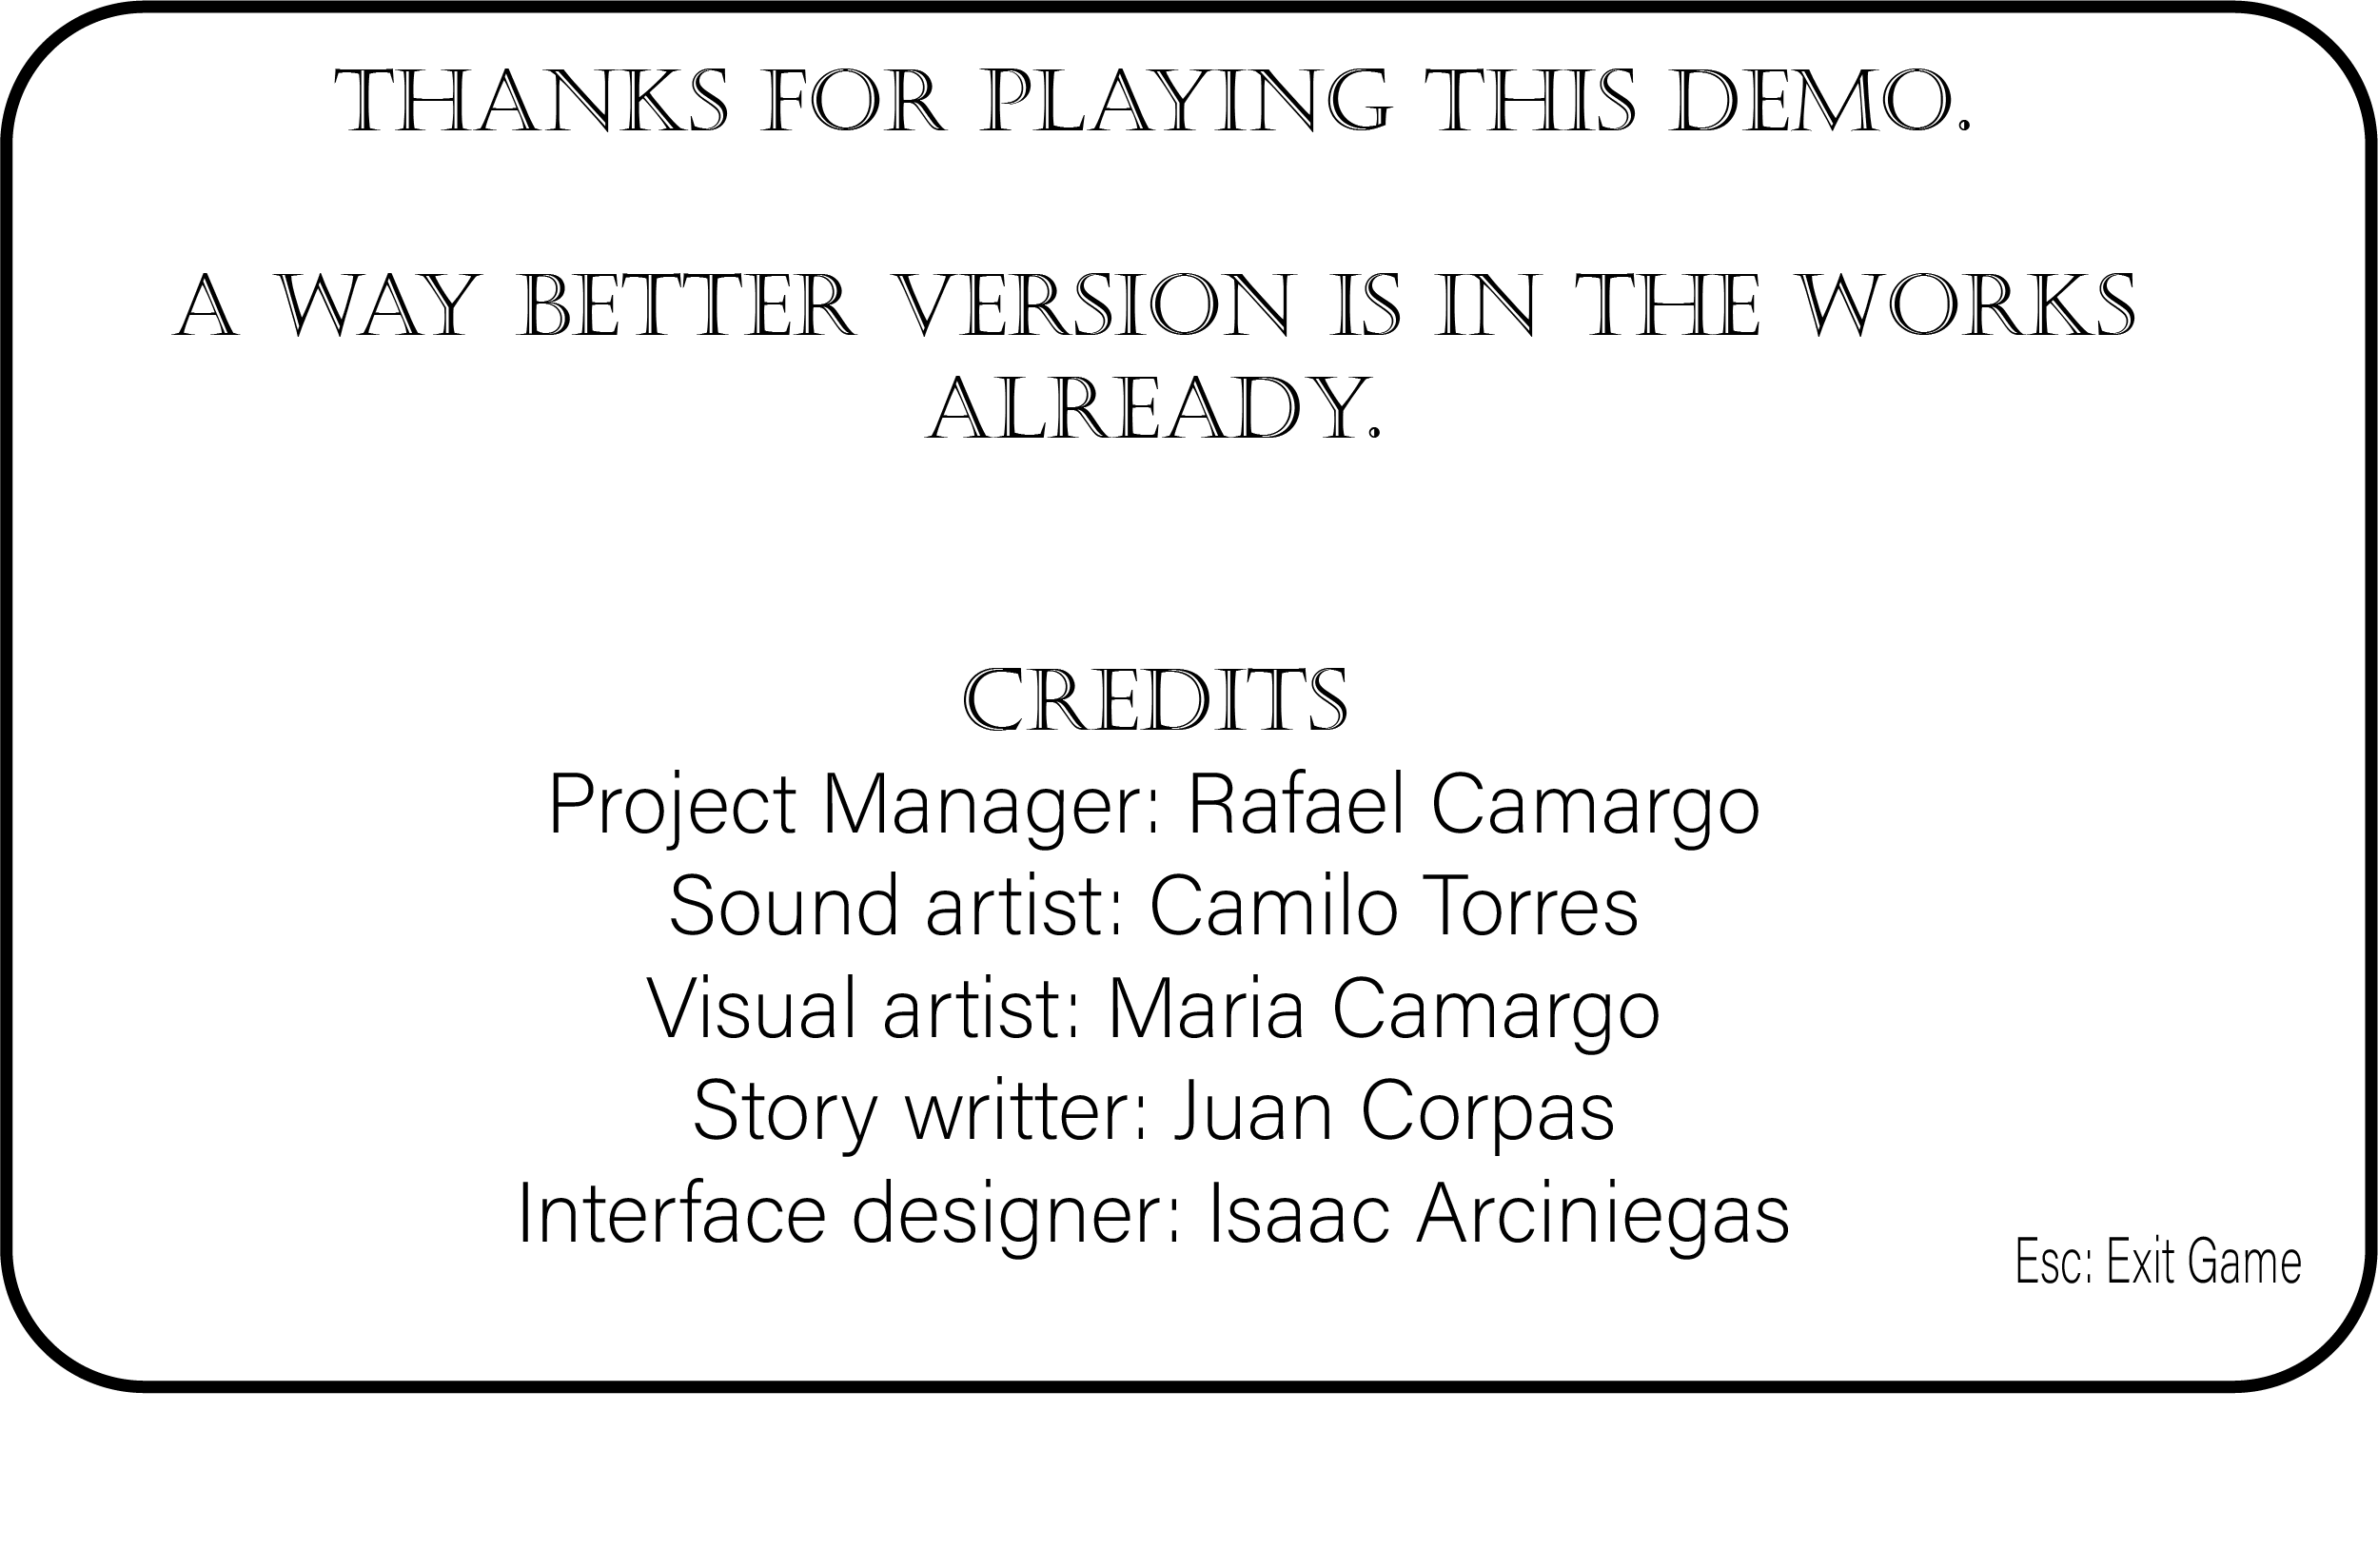 THANKS FOR PLAYING THIS DEMO.
A WAY BETTER VERSION IS IN THE WORKS
ALREADY.
CREDITS
Project Manager: Rafael Camargo
Sound artist: Camilo Torres
Visual artist: Maria Camargo
Story writter: Juan Corpas
Interface designer: Isaac Arciniegas
Esc: Exit Game